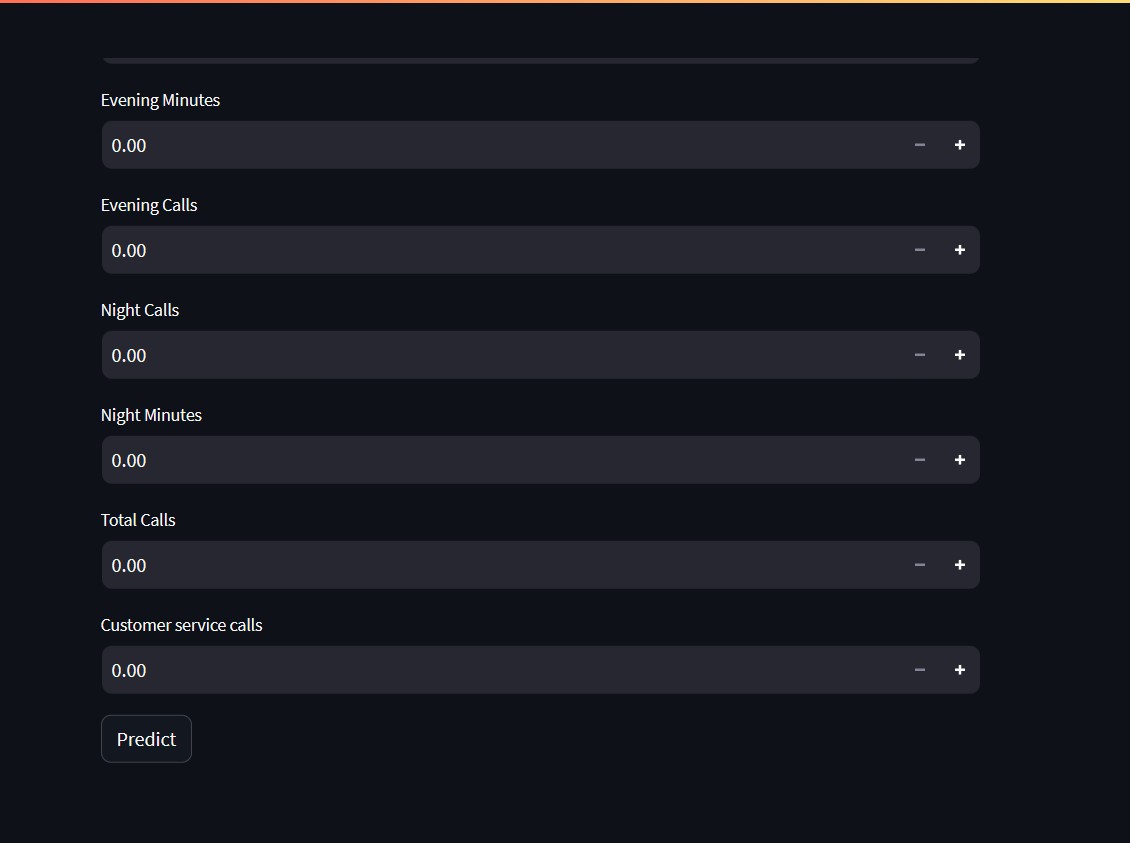 Evening Minutes
0.00
Evening Calls
0.00
Night Calls
0.00
Night Minutes
0.00
Total Calls
0.00
Customer service calls
0.00
Predict